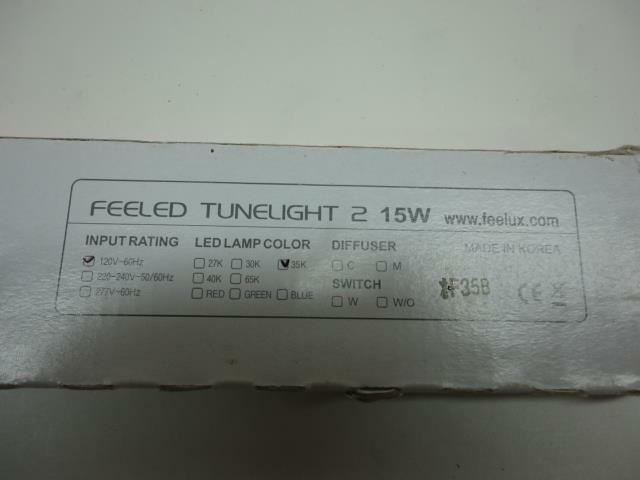 FEELED TUNELIGHT 2 15W www.feelux.com
INPUT RATING LED LAMP COLOR DIFFUSER MADE IN KOREA
120V~60Hz 27K 30K 35K C M
220-240V~50/60Hz 40K 65K SWITCH F35B CE
277V~60Hz RED GREEN BLUE W W/O